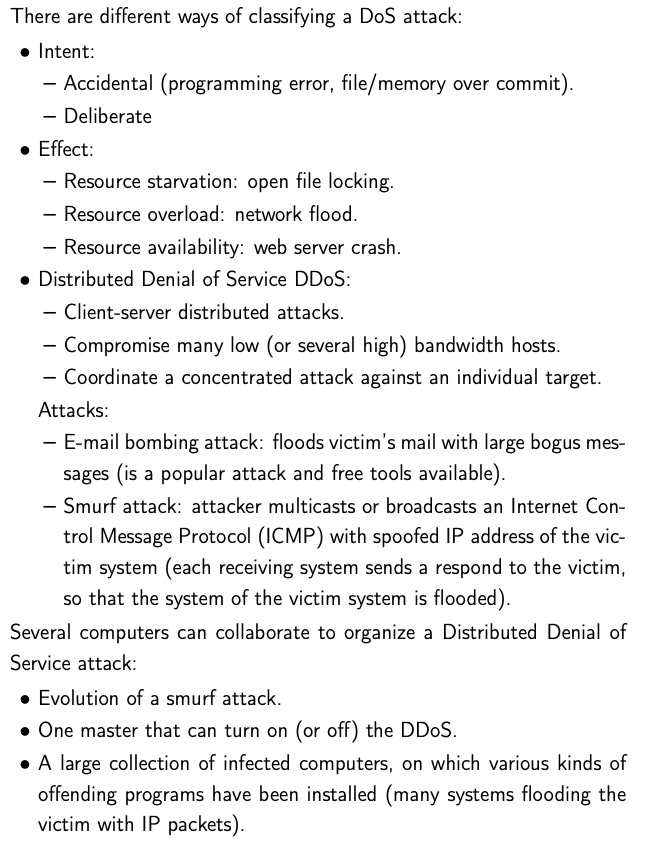 There are different ways of classifying a DoS attack:
• Intent:
– Accidental (programming error, file/memory over commit).
– Deliberate
• Effect:
– Resource starvation: open file locking.
– Resource overload: network flood.
– Resource availability: web server crash.
• Distributed Denial of Service DDoS:
– Client-server distributed attacks.
– Compromise many low (or several high) bandwidth hosts.
– Coordinate a concentrated attack against an individual target.
Attacks:
– E-mail bombing attack: floods victim's mail with large bogus mes-
sages (is a popular attack and free tools available).
– Smurf attack: attacker multicasts or broadcasts an Internet Con-
trol Message Protocol (ICMP) with spoofed IP address of the vic-
tim system (each receiving system sends a respond to the victim,
so that the system of the victim system is flooded).
Several computers can collaborate to organize a Distributed Denial of
Service attack:
• Evolution of a smurf attack.
• One master that can turn on (or off) the DDoS.
• A large collection of infected computers, on which various kinds of
offending programs have been installed (many systems flooding the
victim with IP packets).